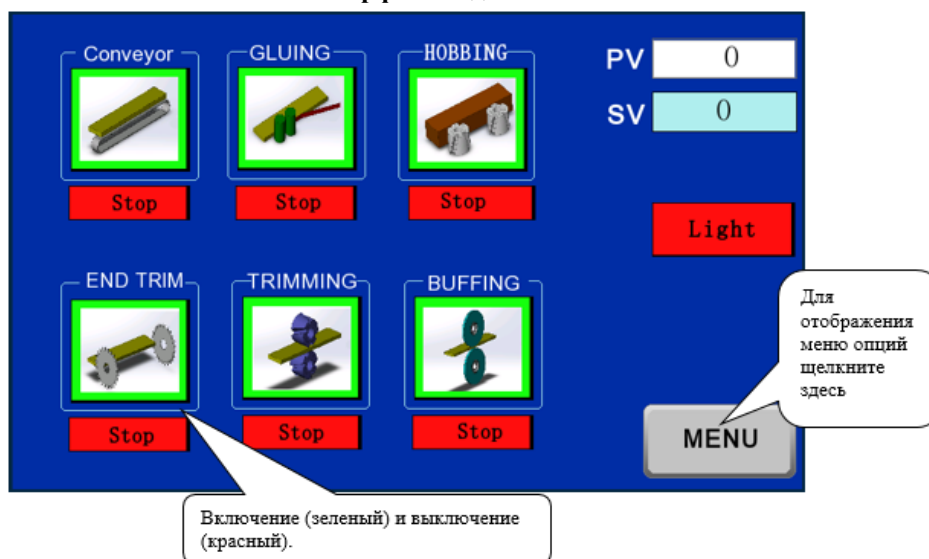 Conveyor GLUING HOBBING PV 0
SV 0
Stop Stop Stop
Light
END TRIM TRIMMING BUFFING
Для
отображения
меню опций
щелкните
здесь
Stop Stop Stop
MENU
Включение (зеленый) и выключение
(красный).